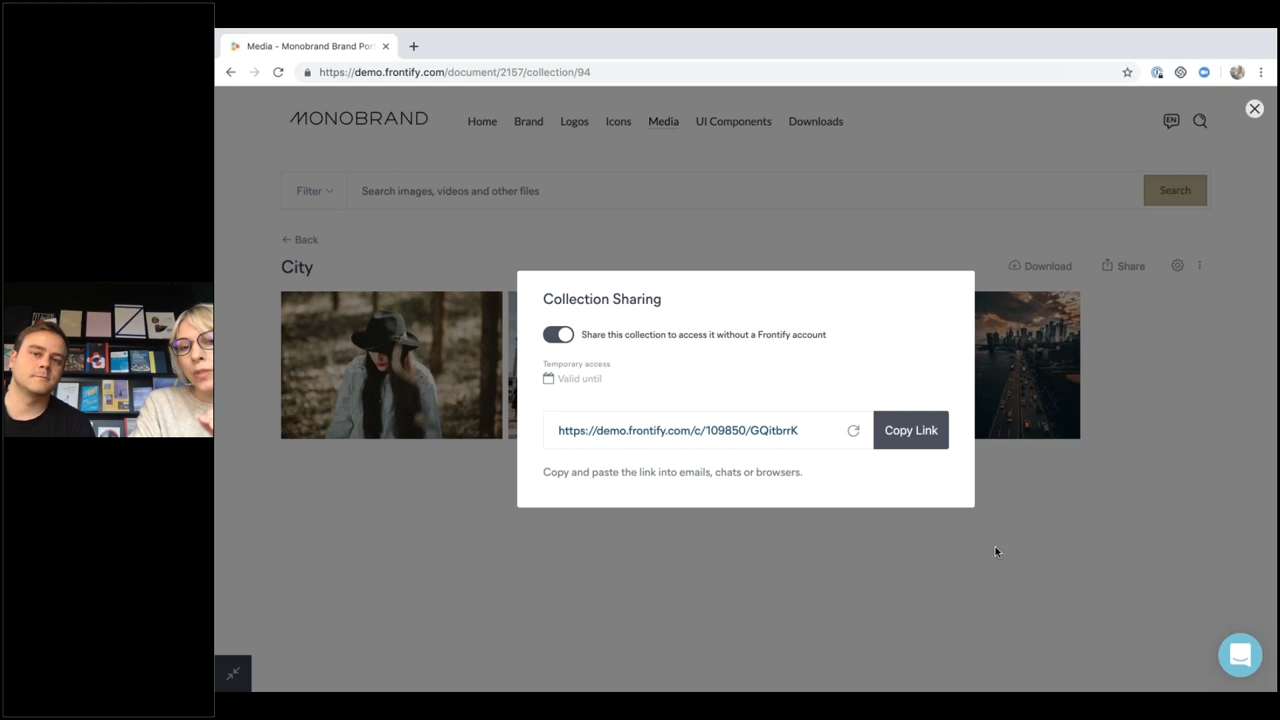 Media - Monobrand Brand Por
https://demo.frontify.com/document/2157/collection/94
MONOBRAND
Home
Brand
Logos
Icons
Media
UI Components
Downloads
EN
Filter
Search images, videos and other files
Search
Back
City
Download
Share
Collection Sharing
Share this collection to access it without a Frontify account
Temporary access
Valid until
https://demo.frontify.com/c/109850/GQitbrrK
Copy Link
Copy and paste the link into emails, chats or browsers.